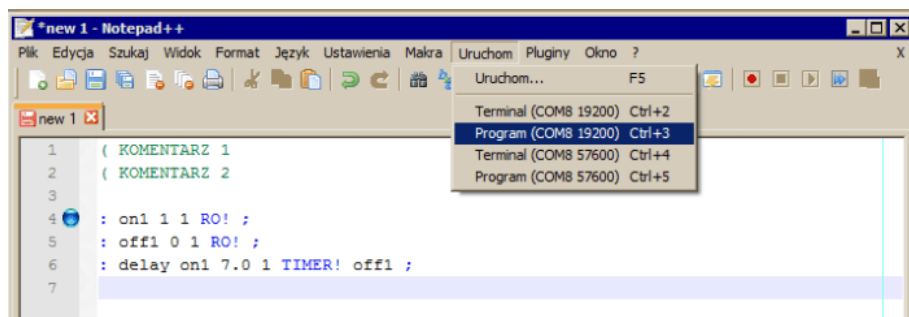 *new 1 - Notepad++
Plik Edycja Szukaj Widok Format Język Ustawienia Makra Uruchom Pluginy Okno ? X
Uruchom... F5
Terminal (COM8 19200) Ctrl+2
Program (COM8 19200) Ctrl+3
Terminal (COM8 57600) Ctrl+4
Program (COM8 57600) Ctrl+5
new 1
1 ( KOMENTARZ 1
2 ( KOMENTARZ 2
3
4 : on1 1 1 RO! ;
5 : off1 0 1 RO! ;
6 : delay on1 7.0 1 TIMER! off1 ;
7